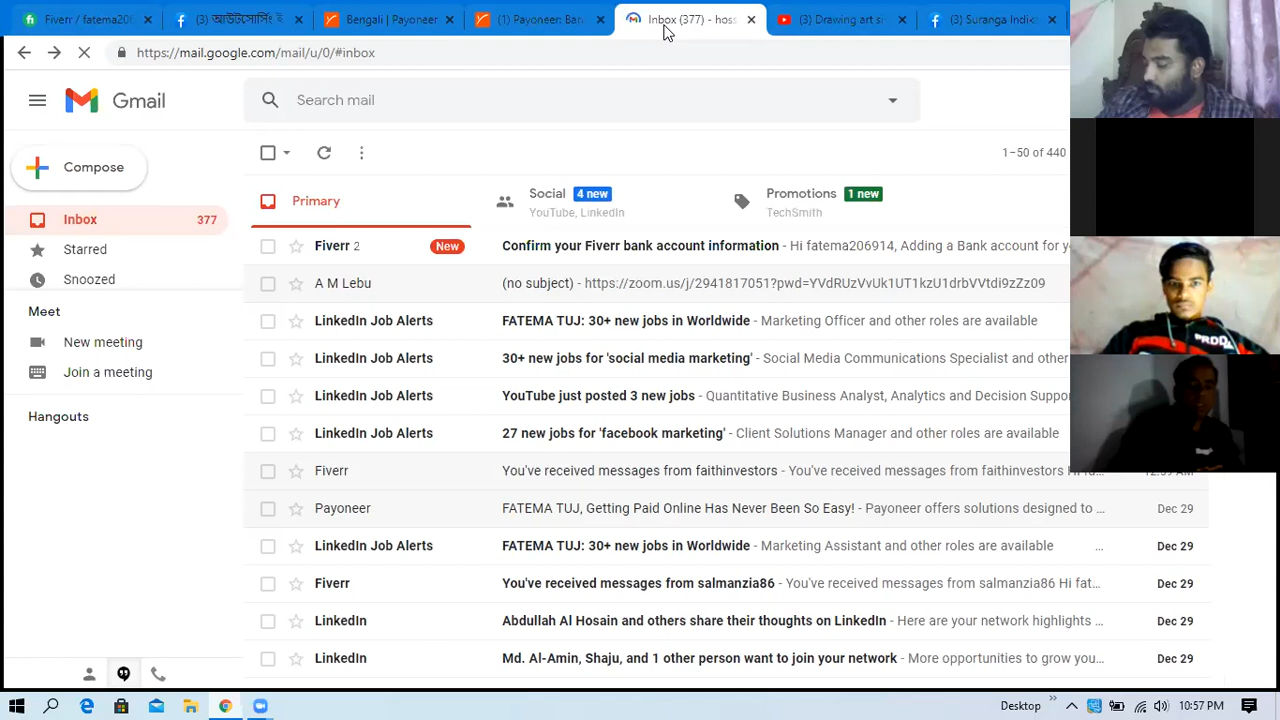 Fiverr / fatema206
(3) আউটসোর্সিং ই
Bengali | Payoneer
(1) Payoneer: Bar
Inbox (377) - hoss
(3) Drawing art si
(3) Suranga Indik
https://mail.google.com/mail/u/0/#inbox
Gmail
Search mail
Compose
1–50 of 440
Primary
Social 4 new
YouTube, LinkedIn
Promotions 1 new
TechSmith
Inbox 377
Starred
Snoozed
Meet
New meeting
Join a meeting
Hangouts
Fiverr 2 New Confirm your Fiverr bank account information - Hi fatema206914, Adding a Bank account for yo
A M Lebu (no subject) - https://zoom.us/j/2941817051?pwd=YVdRUzVvUk1UT1kzU1drbVVtdi9zZz09
LinkedIn Job Alerts FATEMA TUJ: 30+ new jobs in Worldwide - Marketing Officer and other roles are available
LinkedIn Job Alerts 30+ new jobs for 'social media marketing' - Social Media Communications Specialist and other
LinkedIn Job Alerts YouTube just posted 3 new jobs - Quantitative Business Analyst, Analytics and Decision Suppo
LinkedIn Job Alerts 27 new jobs for 'facebook marketing' - Client Solutions Manager and other roles are available
Fiverr You've received messages from faithinvestors - You've received messages from faithinvestors Hi fa 12:39 AM
Payoneer FATEMA TUJ, Getting Paid Online Has Never Been So Easy! - Payoneer offers solutions designed to ... Dec 29
LinkedIn Job Alerts FATEMA TUJ: 30+ new jobs in Worldwide - Marketing Assistant and other roles are available ... Dec 29
Fiverr You've received messages from salmanzia86 - You've received messages from salmanzia86 Hi fat... Dec 29
LinkedIn Abdullah Al Hosain and others share their thoughts on LinkedIn - Here are your network highlights ... Dec 29
LinkedIn Md. Al-Amin, Shaju, and 1 other person want to join your network - More opportunities to grow you... Dec 29
Desktop
10:57 PM